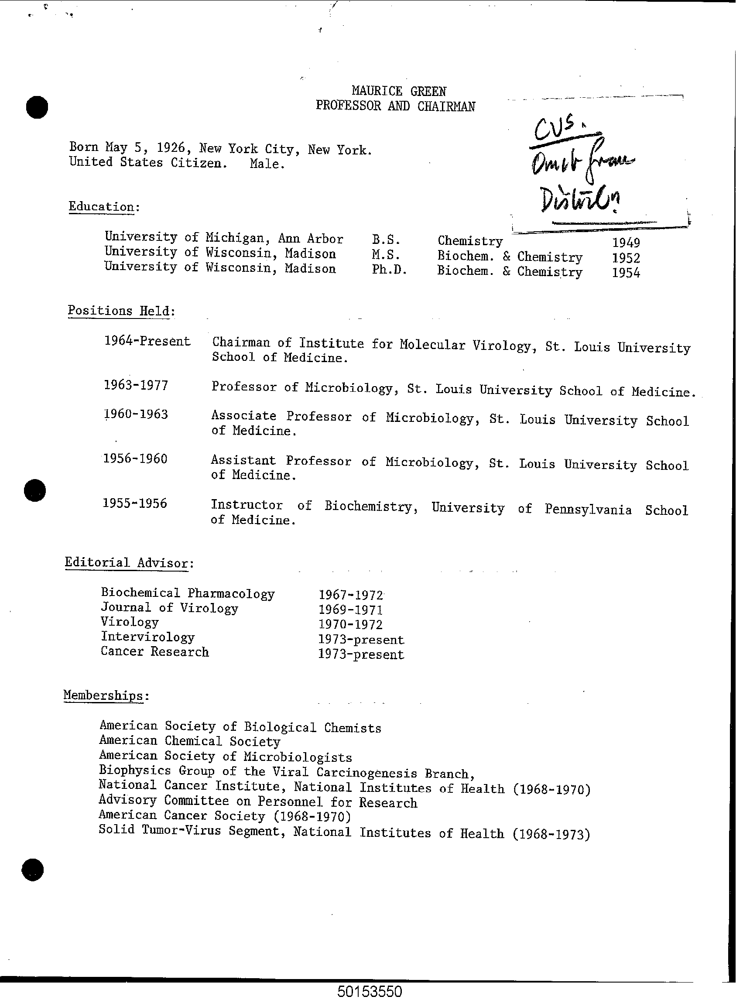 MAURICE GREEN
PROFESSOR AND CHAIRMAN
CVS.
Omit from
Distrib'n
Born May 5, 1926, New York City, New York.
United States Citizen. Male.
Education:
University of Michigan, Ann Arbor B.S. Chemistry 1949
University of Wisconsin, Madison M.S. Biochem. & Chemistry 1952
University of Wisconsin, Madison Ph.D. Biochem. & Chemistry 1954
Positions Held:
1964-Present Chairman of Institute for Molecular Virology, St. Louis University
School of Medicine.
1963-1977 Professor of Microbiology, St. Louis University School of Medicine.
1960-1963 Associate Professor of Microbiology, St. Louis University School
of Medicine.
1956-1960 Assistant Professor of Microbiology, St. Louis University School
of Medicine.
1955-1956 Instructor of Biochemistry, University of Pennsylvania School
of Medicine.
Editorial Advisor:
Biochemical Pharmacology 1967-1972
Journal of Virology 1969-1971
Virology 1970-1972
Intervirology 1973-present
Cancer Research 1973-present
Memberships:
American Society of Biological Chemists
American Chemical Society
American Society of Microbiologists
Biophysics Group of the Viral Carcinogenesis Branch,
National Cancer Institute, National Institutes of Health (1968-1970)
Advisory Committee on Personnel for Research
American Cancer Society (1968-1970)
Solid Tumor-Virus Segment, National Institutes of Health (1968-1973)
50153550